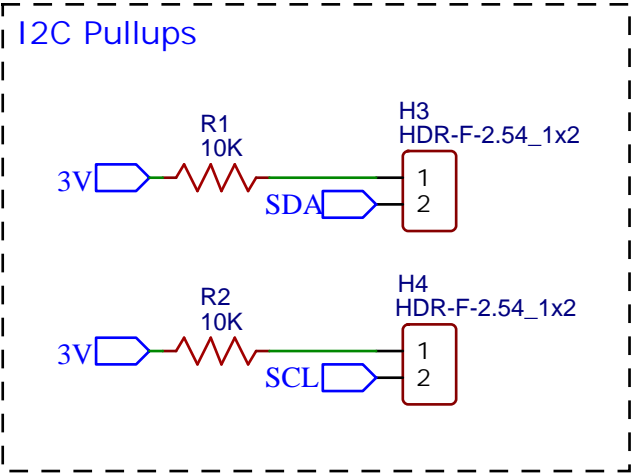 I2C Pullups
H3
HDR-F-2.54_1x2
R1
10K
3V
1
SDA
2
H4
HDR-F-2.54_1x2
R2
10K
3V
1
SCL
2